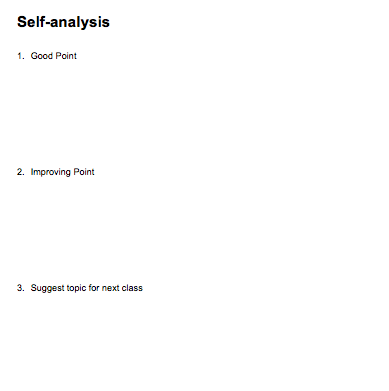 Self-analysis
1. Good Point
2. Improving Point
3. Suggest topic for next class